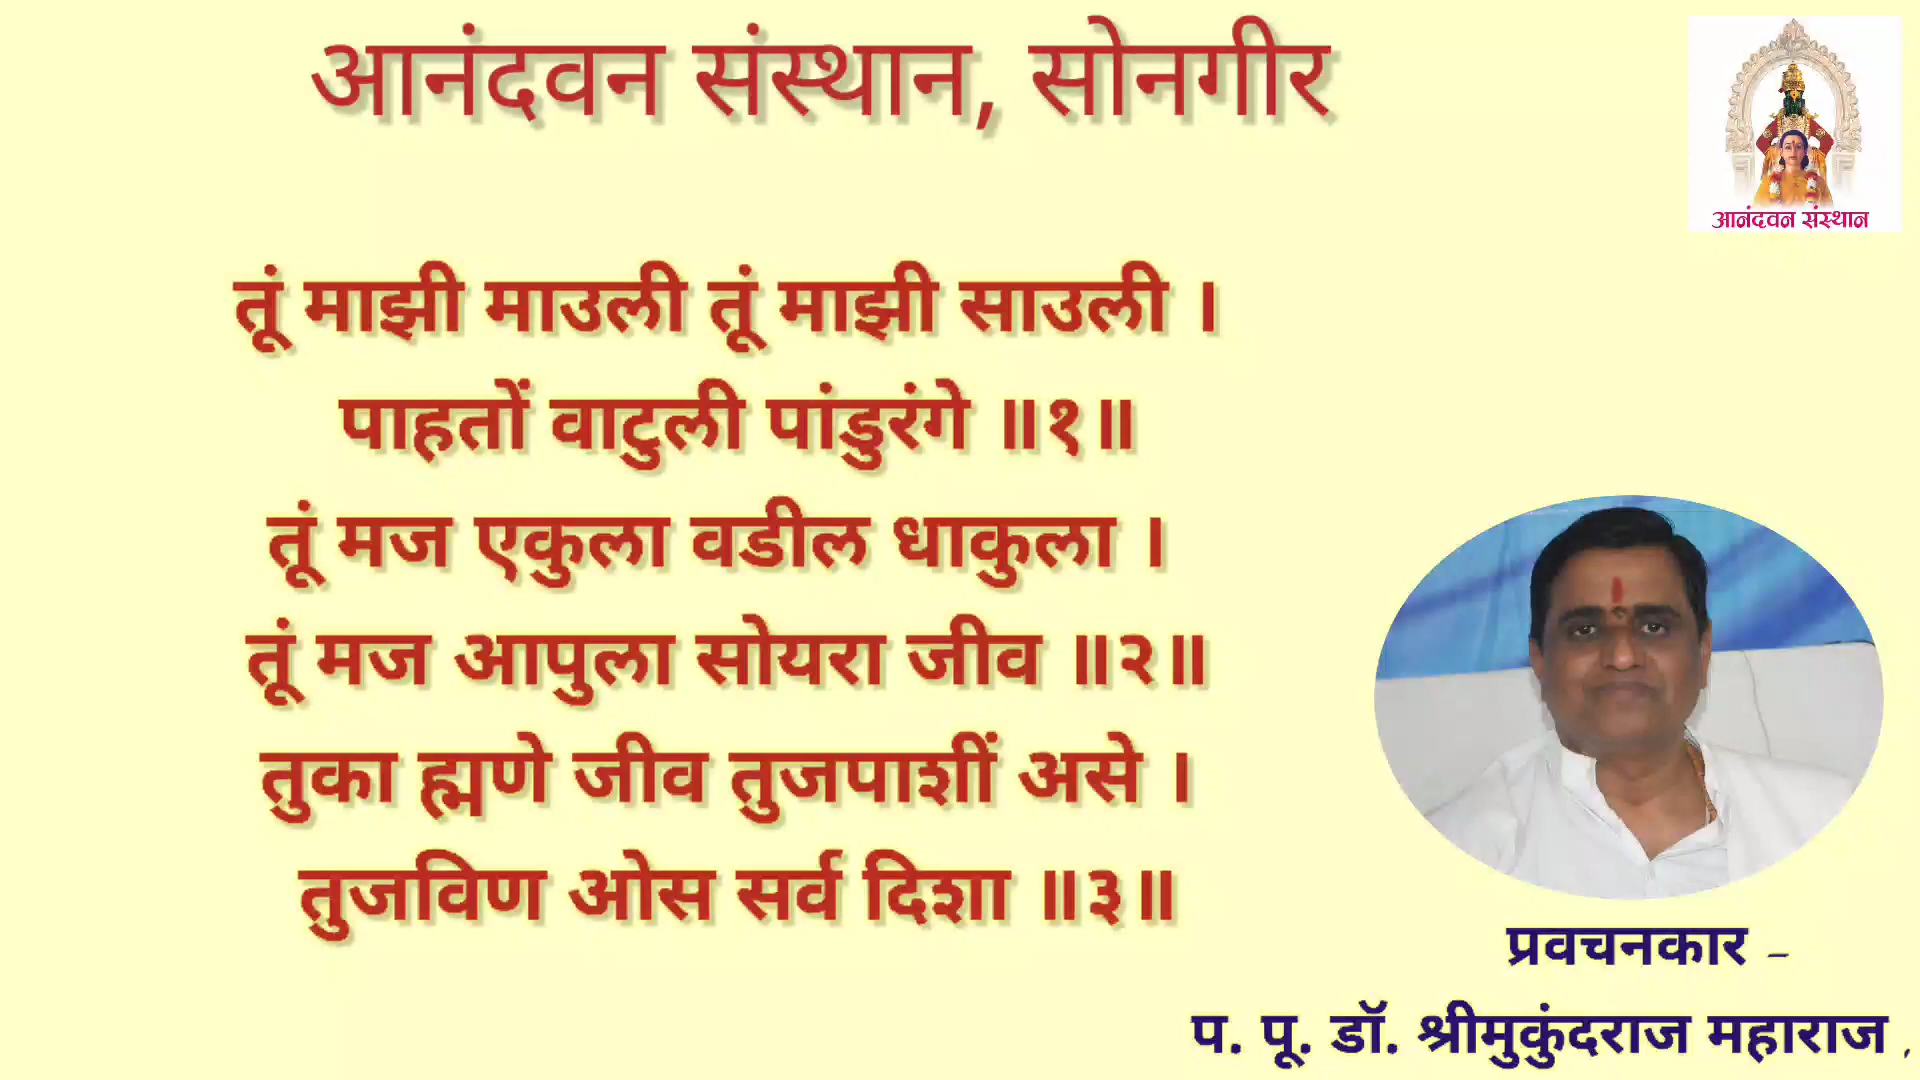 आनंदवन संस्थान, सोनगीर
आनंदवन संस्थान
तूं माझी माउली तूं माझी साउली ।
पाहतों वाटुली पांडुरंगे ॥१॥
तूं मज एकुला वडील धाकुला ।
तूं मज आपुला सोयरा जीव ॥२॥
तुका ह्मणे जीव तुजपाशीं असे ।
तुजविण ओस सर्व दिशा ॥३॥
प्रवचनकार –
प. पू. डॉ. श्रीमुकुंदराज महाराज ,